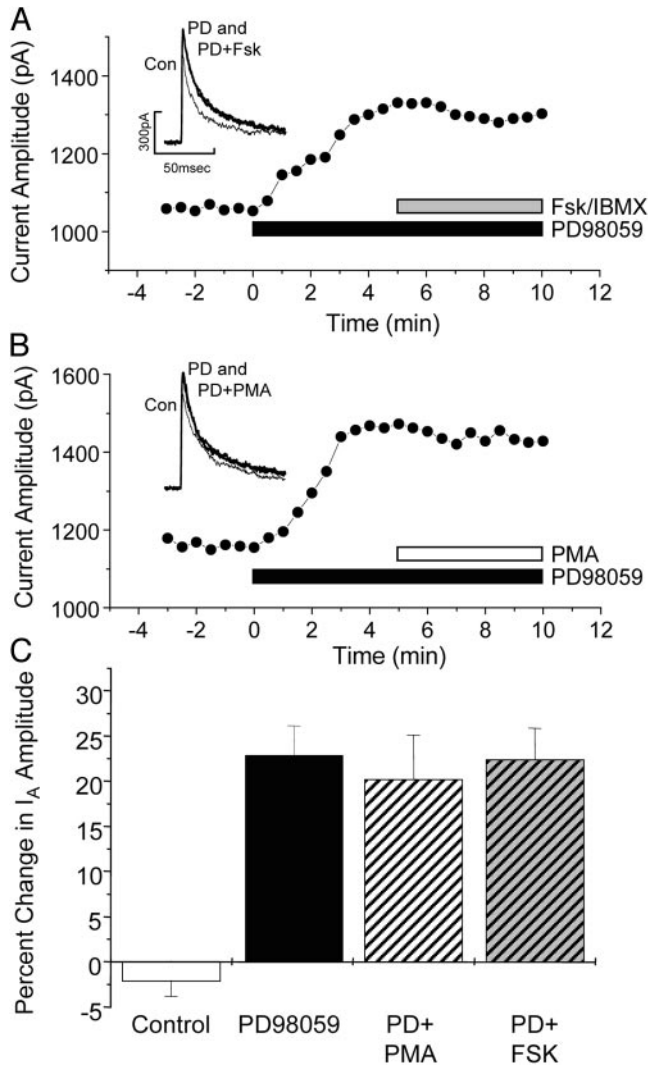 A
Current Amplitude (pA)
1400
1200
1000
PD and
PD+Fsk
Con
300pA
50msec
Fsk/IBMX
PD98059
-4 -2 0 2 4 6 8 10 12
Time (min)
B
Current Amplitude (pA)
1600
1400
1200
1000
PD and
PD+PMA
Con
PMA
PD98059
-4 -2 0 2 4 6 8 10 12
Time (min)
C
Percent Change in IA Amplitude
30
25
20
15
10
5
0
-5
Control PD98059 PD+ PD+
PMA FSK